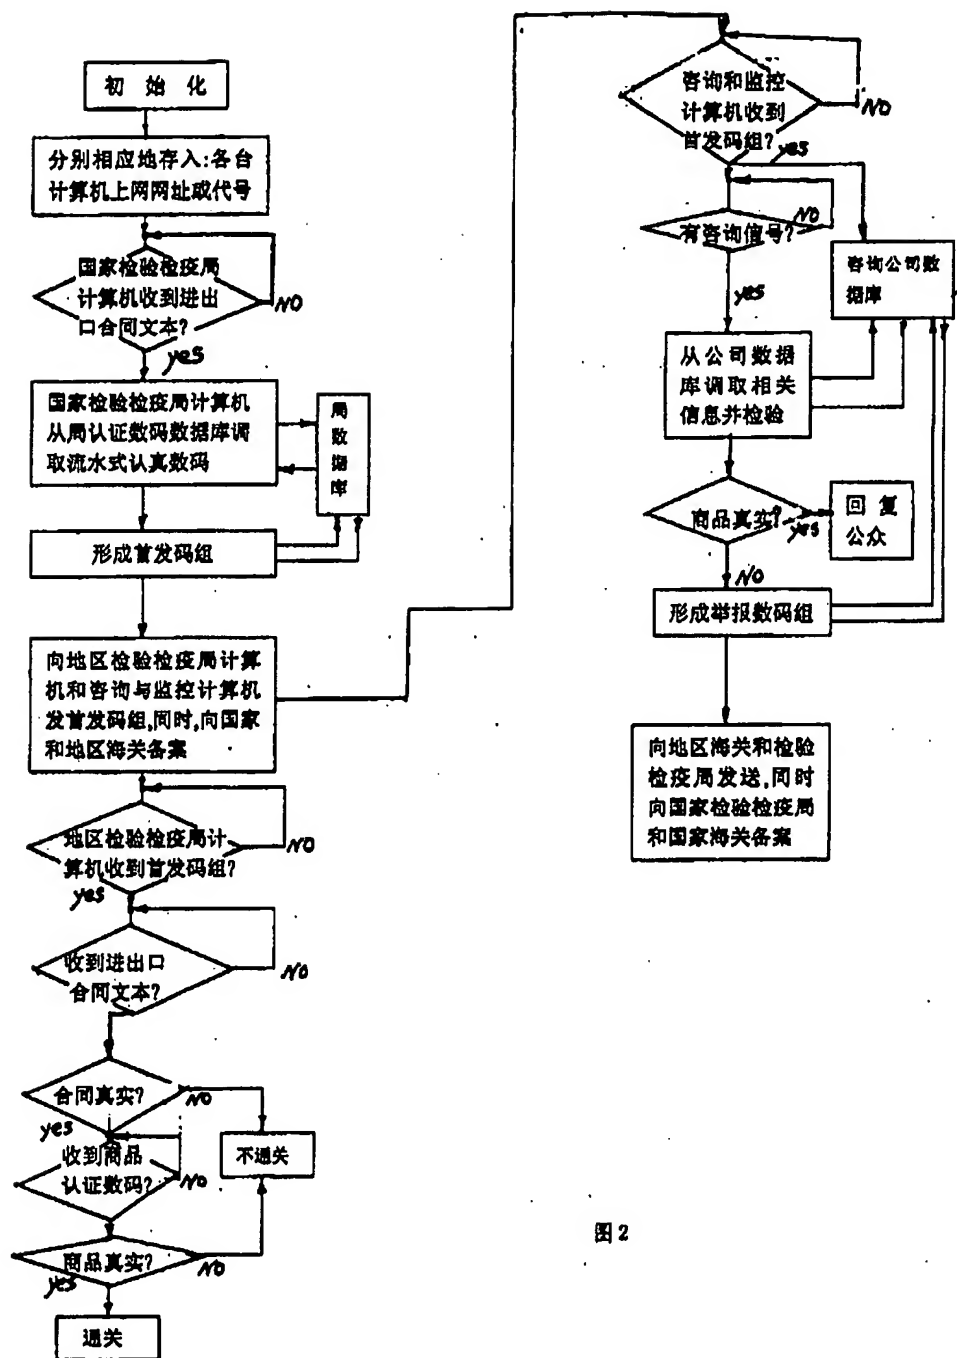 初 始 化
分别相应地存入:各台
计算机上网网址或代号
国家检验检疫局
计算机收到进出
口合同文本?
NO
yes
国家检验检疫局计算机
从局认证数码数据库调
取流水式认真数码
局
数
据
库
形成首发码组
向地区检验检疫局计算
机和咨询与监控计算机
发首发码组,同时,向国家
和地区海关备案
地区检验检疫局计
算机收到首发码组?
NO
yes
收到进出口
合同文本?
NO
合同真实?
NO
yes
收到商品
认证数码?
NO
不通关
商品真实?
NO
yes
通关
咨询和监控
计算机收到
首发码组?
NO
yes
有咨询信号?
NO
yes
咨询公司数
据库
从公司数据
库调取相关
信息并检验
商品真实?
yes
回 复
公众
NO
形成举报数码组
向地区海关和检验
检疫局发送,同时
向国家检验检疫局
和国家海关备案
图2